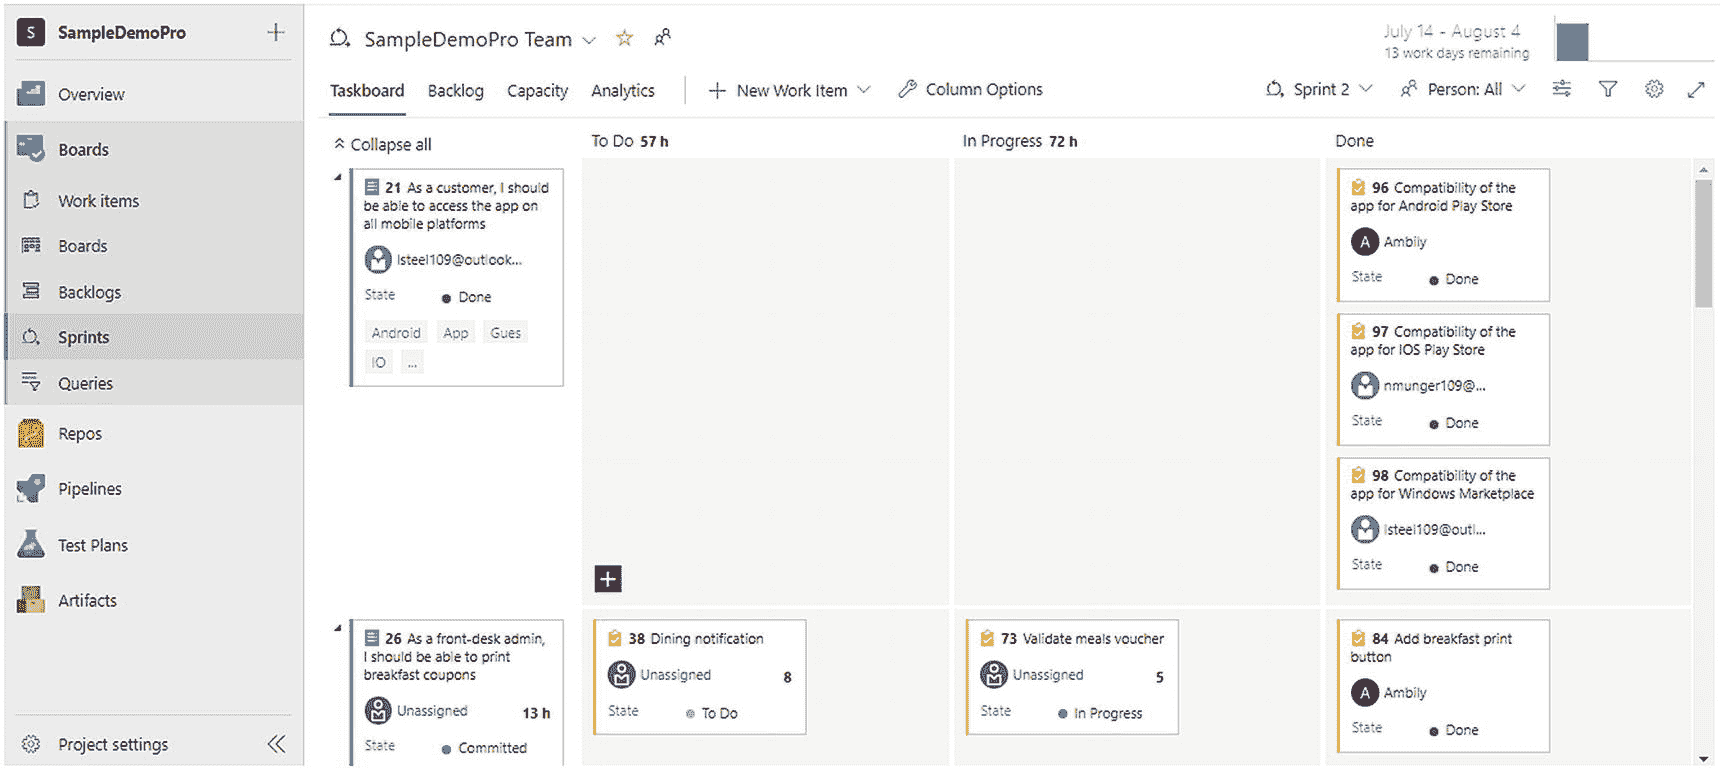 S SampleDemoPro
Overview
Boards
Work items
Boards
Backlogs
Sprints
Queries
Repos
Pipelines
Test Plans
Artifacts
Project settings
SampleDemoPro Team
July 14 - August 4
13 work days remaining
Taskboard Backlog Capacity Analytics New Work Item Column Options Sprint 2 Person: All
Collapse all
To Do 57 h
In Progress 72 h
Done
21 As a customer, I should
be able to access the app on
all mobile platforms
lsteel109@outlook...
State Done
Android App Gues
IO ...
96 Compatibility of the
app for Android Play Store
A Ambily
State Done
97 Compatibility of the
app for IOS Play Store
nmunger109@...
State Done
98 Compatibility of the
app for Windows Marketplace
lsteel109@outl...
State Done
26 As a front-desk admin,
I should be able to print
breakfast coupons
Unassigned 13 h
State Committed
38 Dining notification
Unassigned 8
State To Do
73 Validate meals voucher
Unassigned 5
State In Progress
84 Add breakfast print
button
A Ambily
State Done